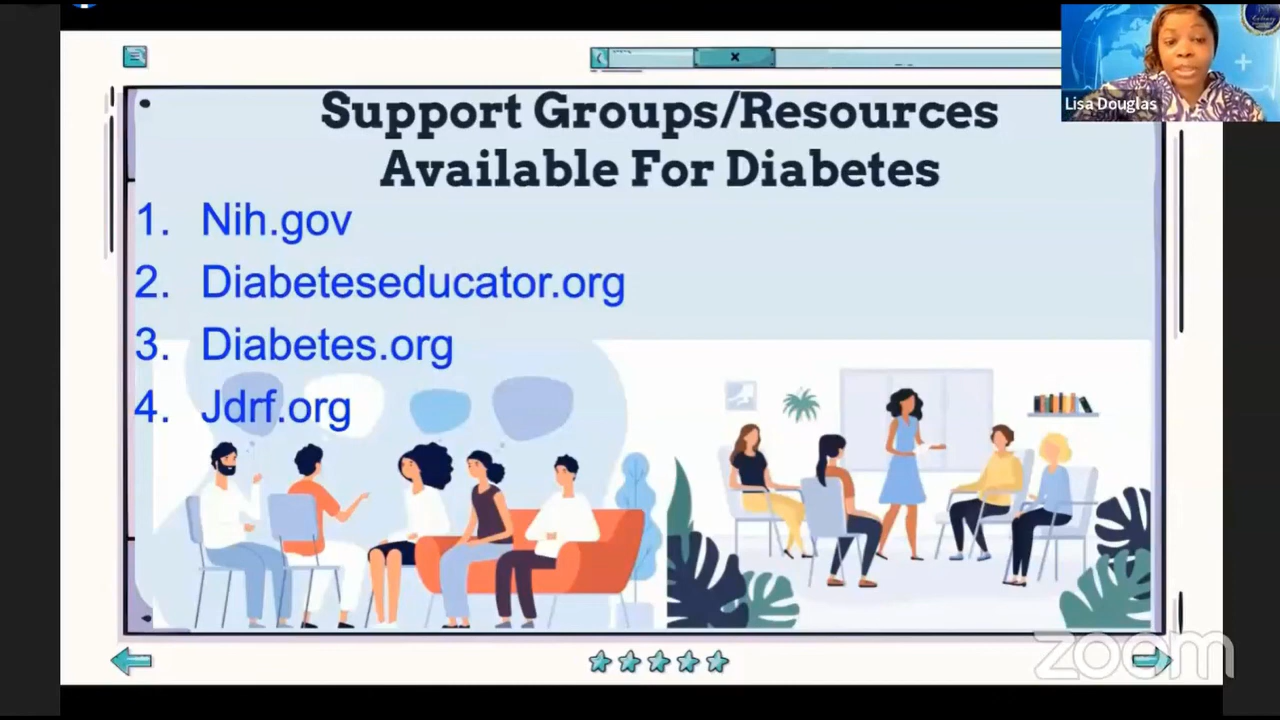 Support Groups/Resources
Available For Diabetes
1. Nih.gov
2. Diabeteseducator.org
3. Diabetes.org
4. Jdrf.org
Lisa Douglas
zoom